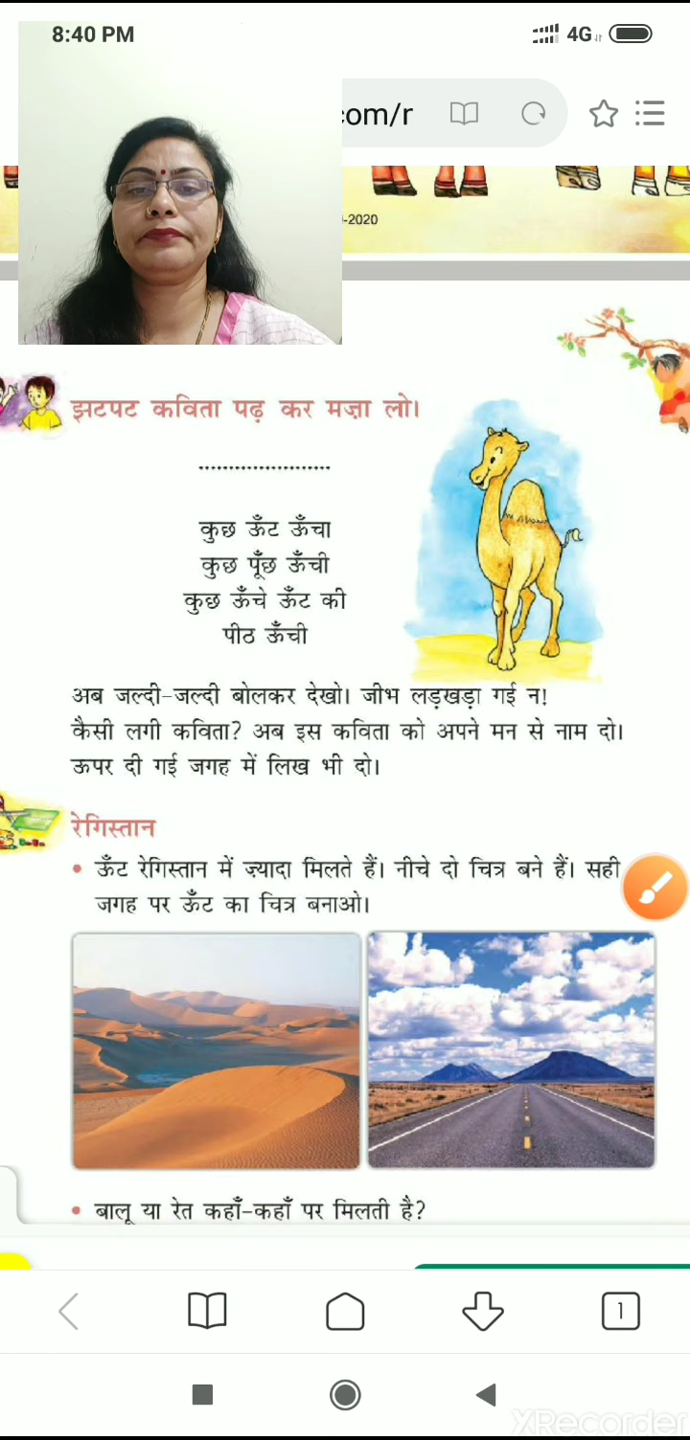 8:40 PM
4G
com/r
-2020
झटपट कविता पढ़ कर मज़ा लो।
......................
कुछ ऊँट ऊँचा
कुछ पूँछ ऊँची
कुछ ऊँचे ऊँट की
पीठ ऊँची
अब जल्दी-जल्दी बोलकर देखो। जीभ लड़खड़ा गई न!
कैसी लगी कविता? अब इस कविता को अपने मन से नाम दो।
ऊपर दी गई जगह में लिख भी दो।
रेगिस्तान
• ऊँट रेगिस्तान में ज़्यादा मिलते हैं। नीचे दो चित्र बने हैं। सही
जगह पर ऊँट का चित्र बनाओ।
• बालू या रेत कहाँ-कहाँ पर मिलती है?
1
XRecorder